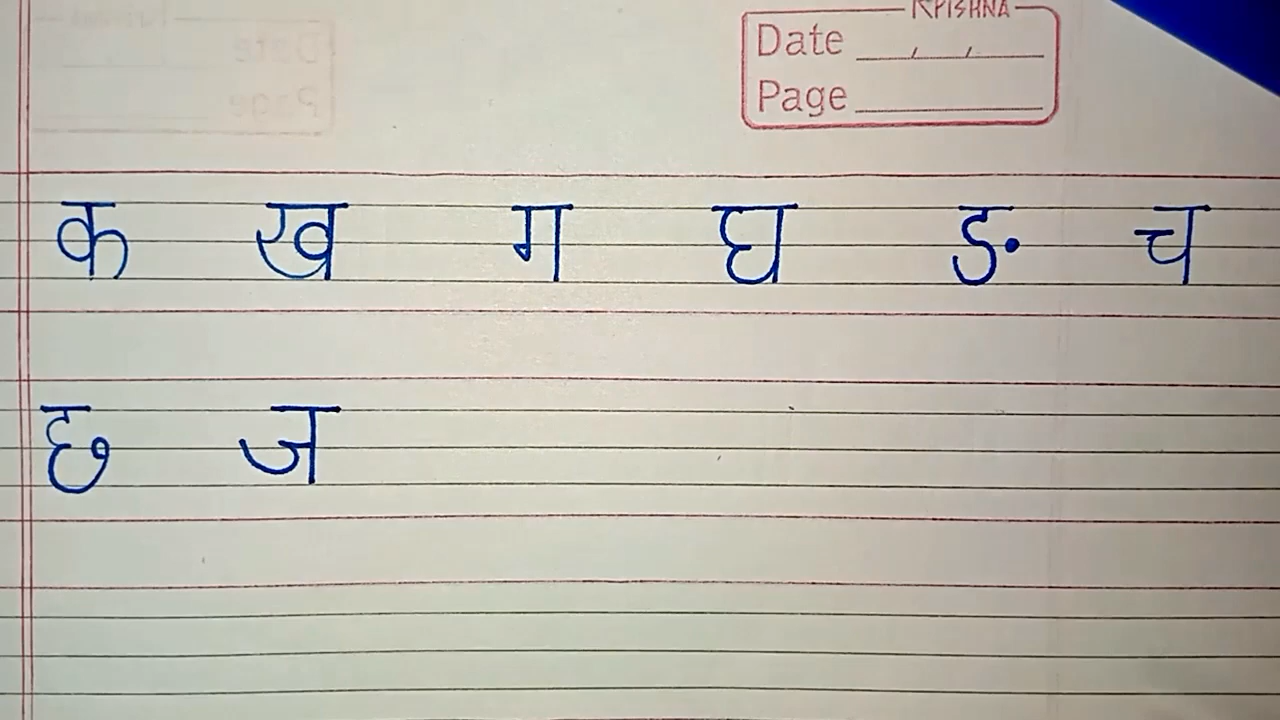 KRISHNA
Date
Page
क ख ग घ ङ च
छ ज